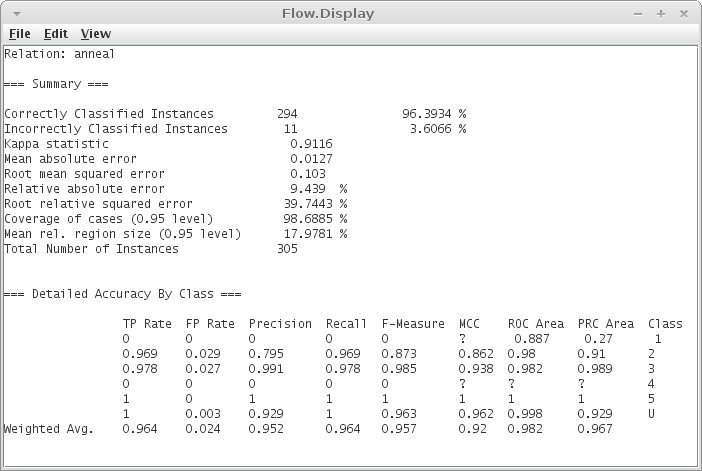 Flow.Display
File Edit View
Relation: anneal
=== Summary ===
Correctly Classified Instances 294 96.3934 %
Incorrectly Classified Instances 11 3.6066 %
Kappa statistic 0.9116
Mean absolute error 0.0127
Root mean squared error 0.103
Relative absolute error 9.439 %
Root relative squared error 39.7443 %
Coverage of cases (0.95 level) 98.6885 %
Mean rel. region size (0.95 level) 17.9781 %
Total Number of Instances 305
=== Detailed Accuracy By Class ===
TP Rate FP Rate Precision Recall F-Measure MCC ROC Area PRC Area Class
0 0 0 0 0 ? 0.887 0.27 1
0.969 0.029 0.795 0.969 0.873 0.862 0.98 0.91 2
0.978 0.027 0.991 0.978 0.985 0.938 0.982 0.989 3
0 0 0 0 0 ? ? ? 4
1 0 1 1 1 1 1 1 5
1 0.003 0.929 1 0.963 0.962 0.998 0.929 U
Weighted Avg. 0.964 0.024 0.952 0.964 0.957 0.92 0.982 0.967